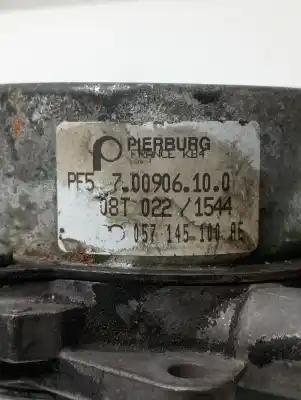 PIERBURG
FRANCE KB4
PF5 7.00906.10.0
08T 022 / 1544
057 145 100 AE